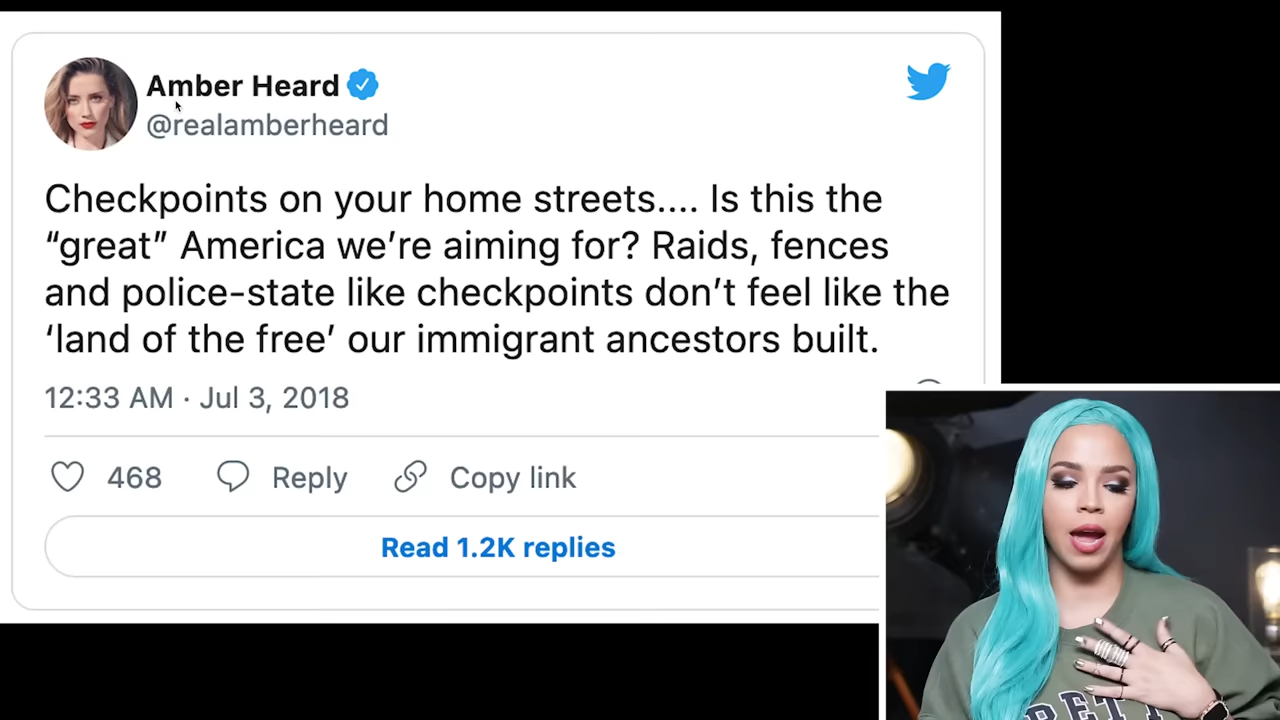 Amber Heard
@realamberheard
Checkpoints on your home streets.... Is this the
“great” America we’re aiming for? Raids, fences
and police-state like checkpoints don’t feel like the
‘land of the free’ our immigrant ancestors built.
12:33 AM · Jul 3, 2018
468 Reply Copy link
Read 1.2K replies